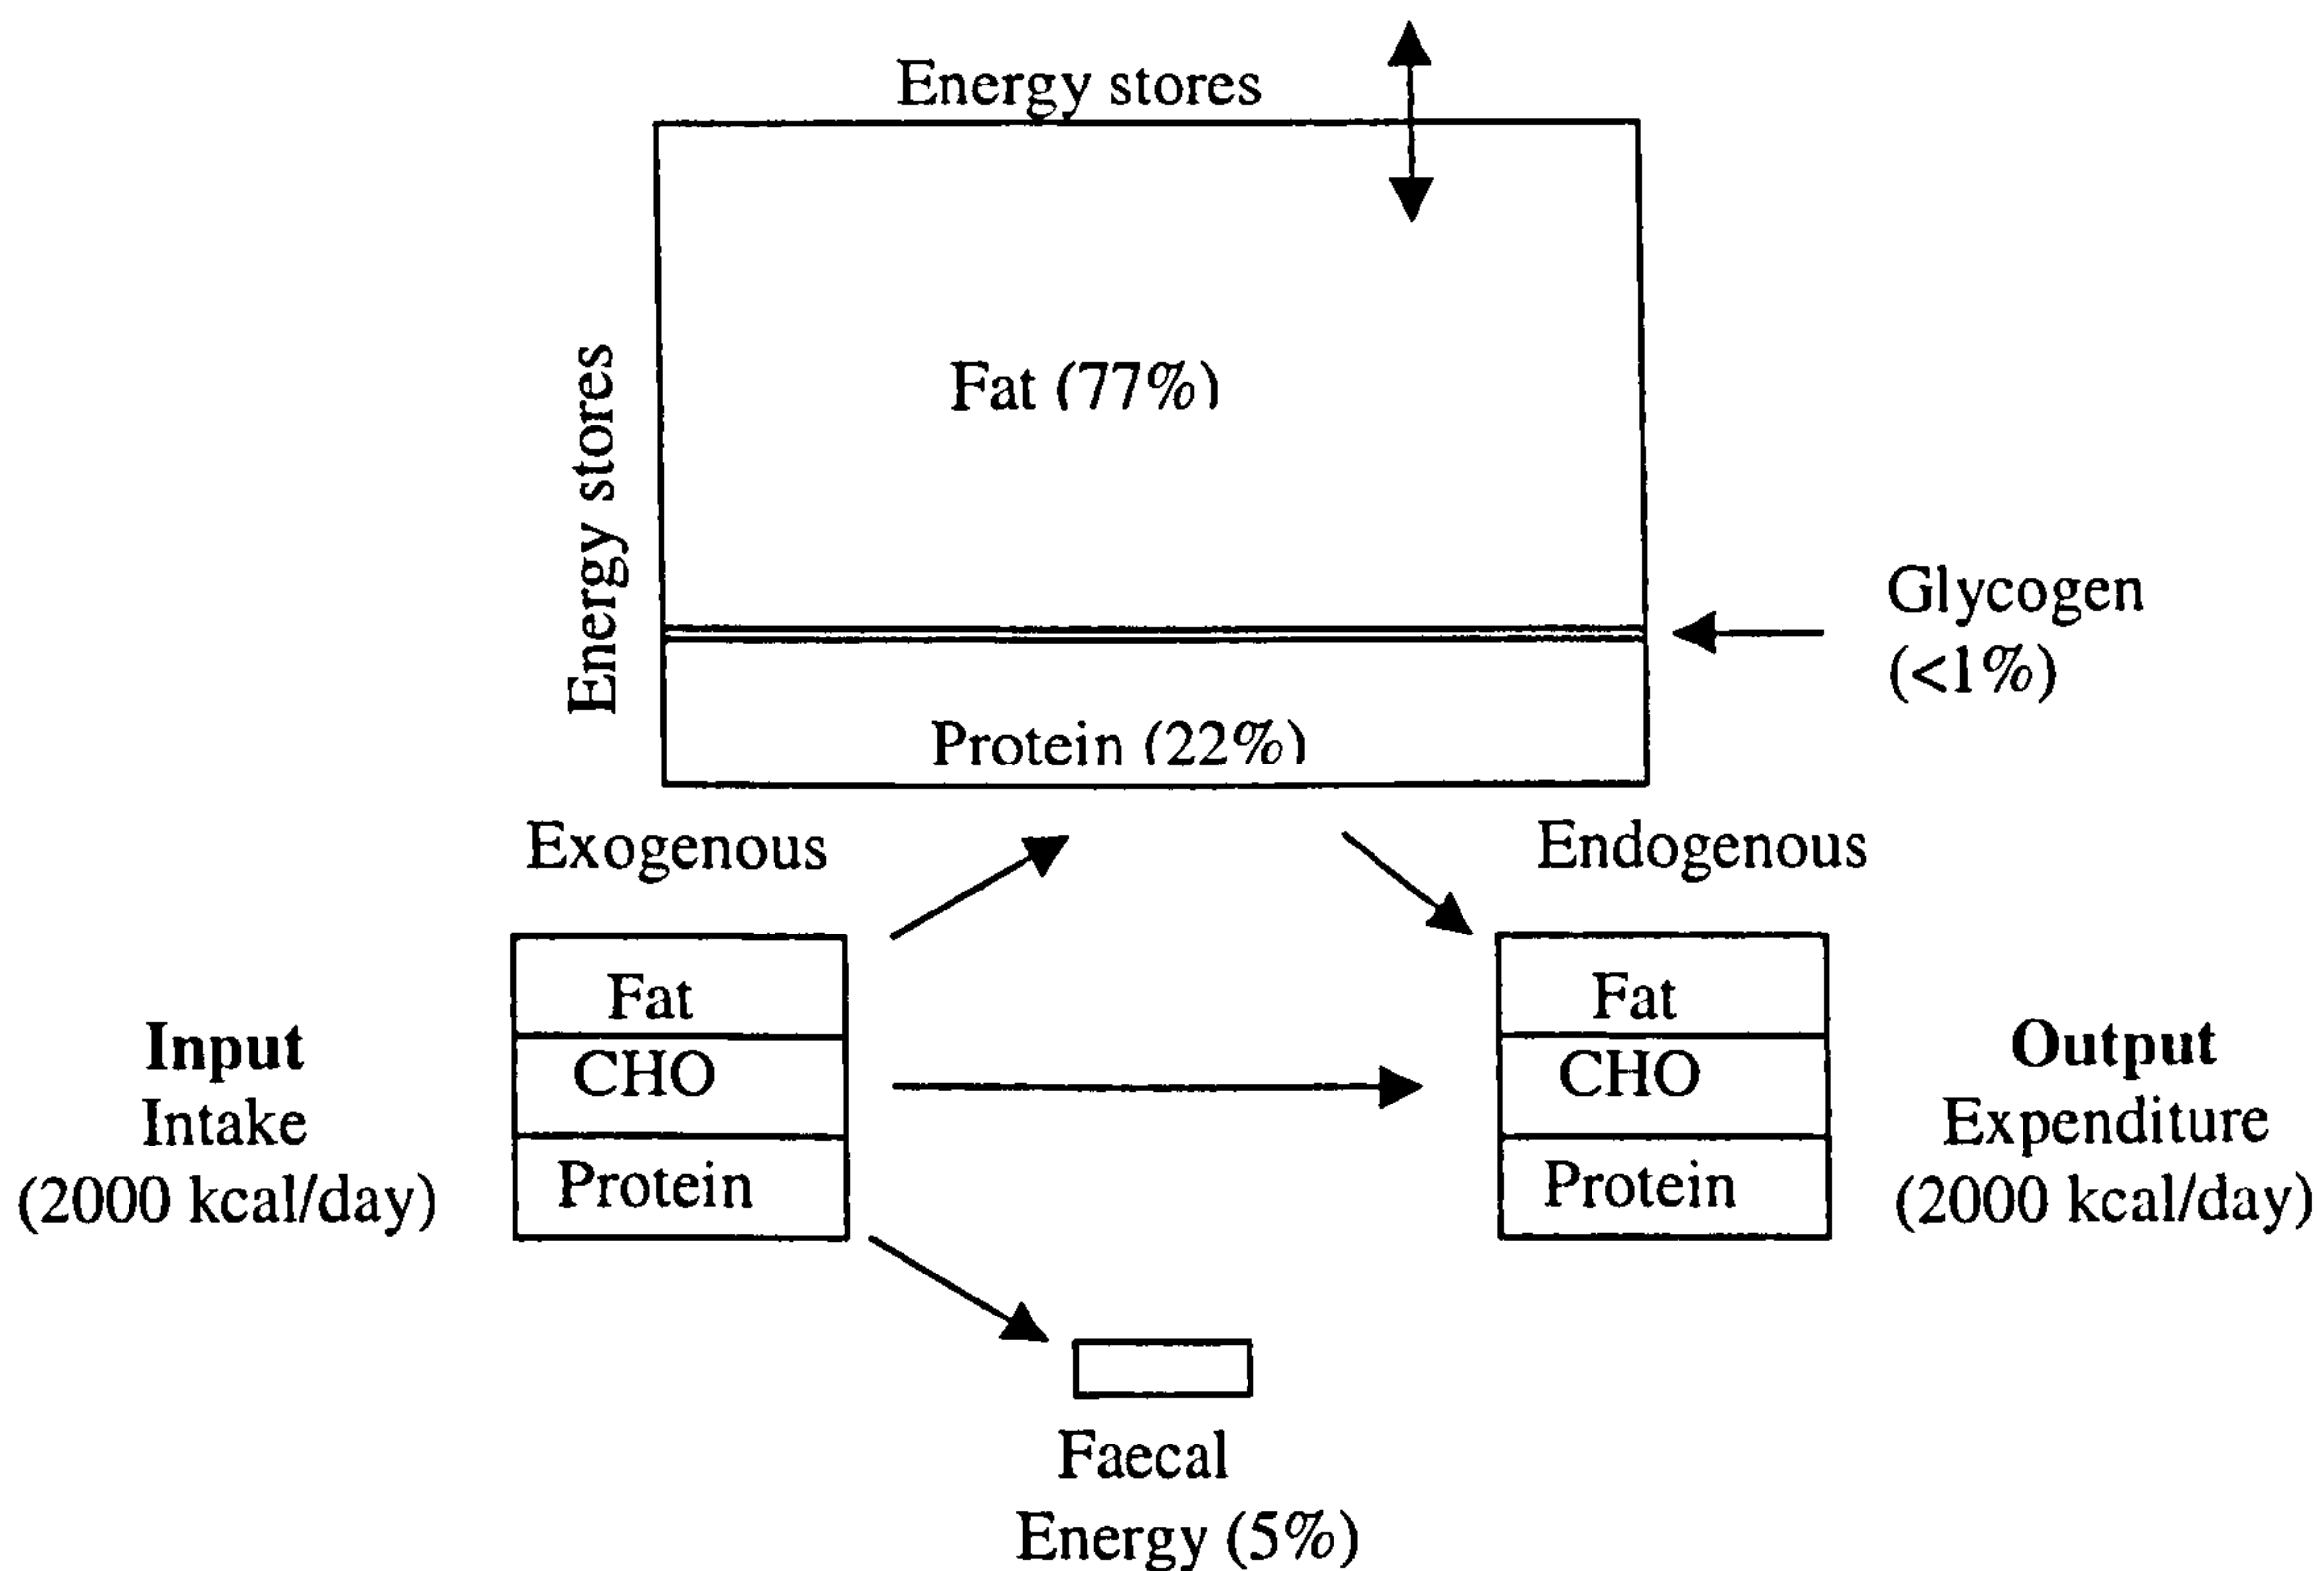 Energy stores
Energy stores
Fat (77%)
Glycogen
(<1%)
Protein (22%)
Exogenous
Endogenous
Fat
CHO
Protein
Input
Intake
(2000 kcal/day)
Fat
CHO
Protein
Output
Expenditure
(2000 kcal/day)
Faecal
Energy (5%)